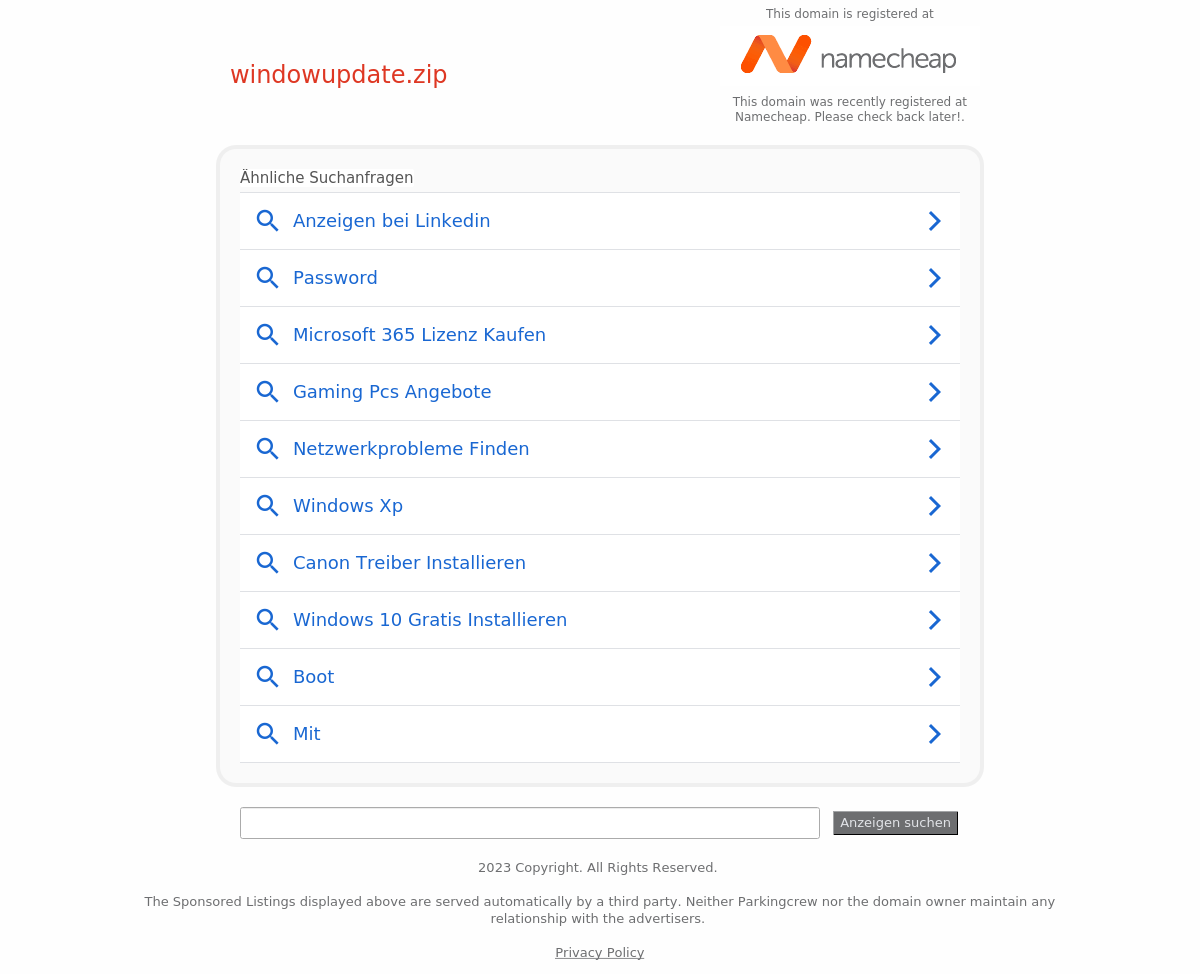 This domain is registered at
namecheap
windowupdate.zip
This domain was recently registered at
Namecheap. Please check back later!.
Ähnliche Suchanfragen
Anzeigen bei Linkedin
Password
Microsoft 365 Lizenz Kaufen
Gaming Pcs Angebote
Netzwerkprobleme Finden
Windows Xp
Canon Treiber Installieren
Windows 10 Gratis Installieren
Boot
Mit
Anzeigen suchen
2023 Copyright. All Rights Reserved.
The Sponsored Listings displayed above are served automatically by a third party. Neither Parkingcrew nor the domain owner maintain any
relationship with the advertisers.
Privacy Policy